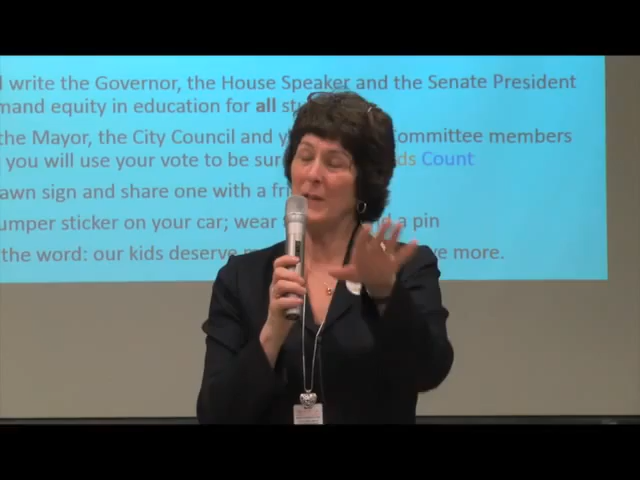 write the Governor, the House Speaker and the Senate President
mand equity in education for all
the Mayor, the City Council and ommittee members
you will use your vote to be sur ds Count
awn sign and share one with a fri
umper sticker on your car; wear d a pin
the word: our kids deserve m ve more.